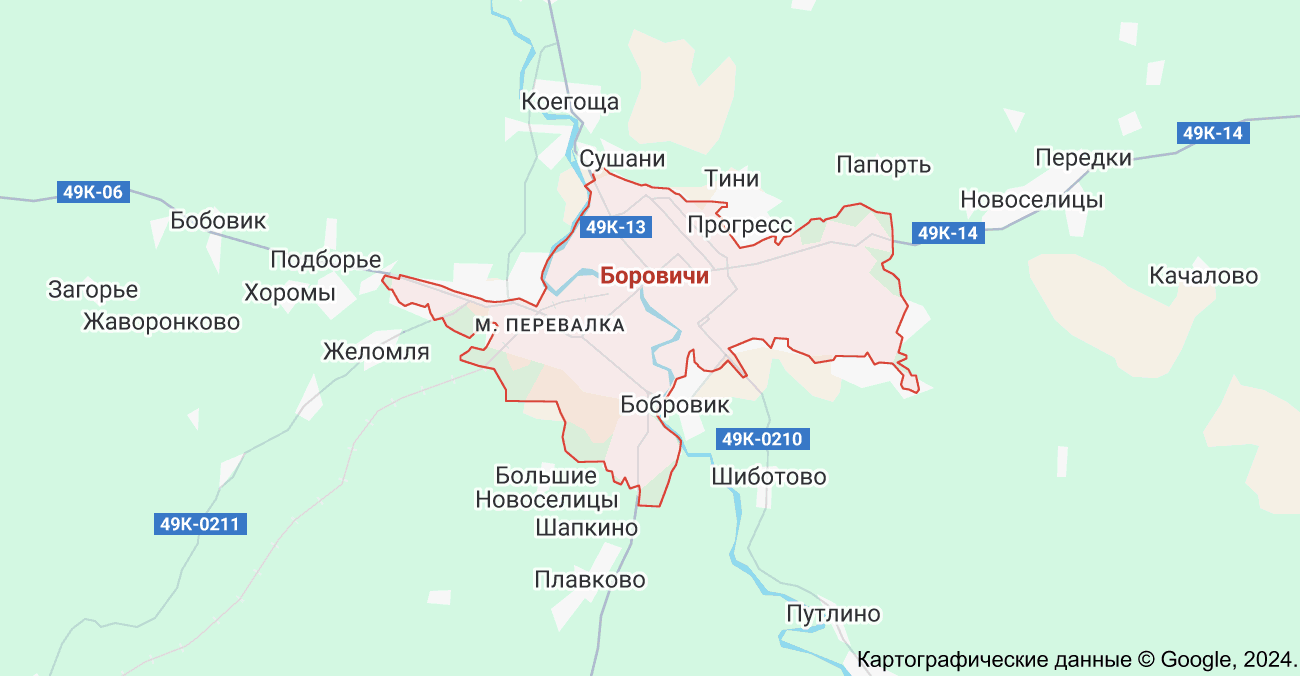 Коегоща
Сушани
Тини
Папорть
Передки
49К-14
49К-06
Новоселицы
Бобовик
49К-13
Прогресс
49К-14
Подборье
Боровичи
Качалово
Загорье
Хоромы
Жаворонково
М. ПЕРЕВАЛКА
Желомля
Бобровик
49К-0210
Большие
Новоселицы
Шиботово
49К-0211
Шапкино
Плавково
Путлино
Картографические данные © Google, 2024.